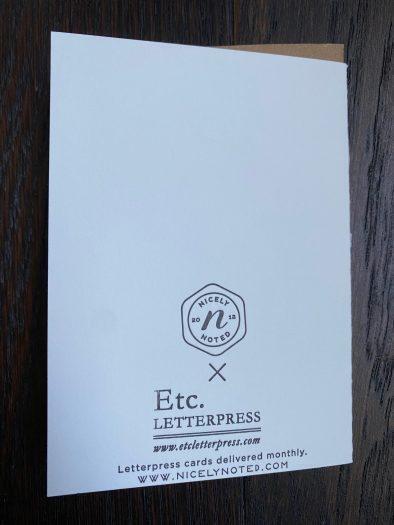 NICELY
20 n 12
NOTED
×
Etc.
LETTERPRESS
www.etcletterpress.com
Letterpress cards delivered monthly.
WWW.NICELYNOTED.COM